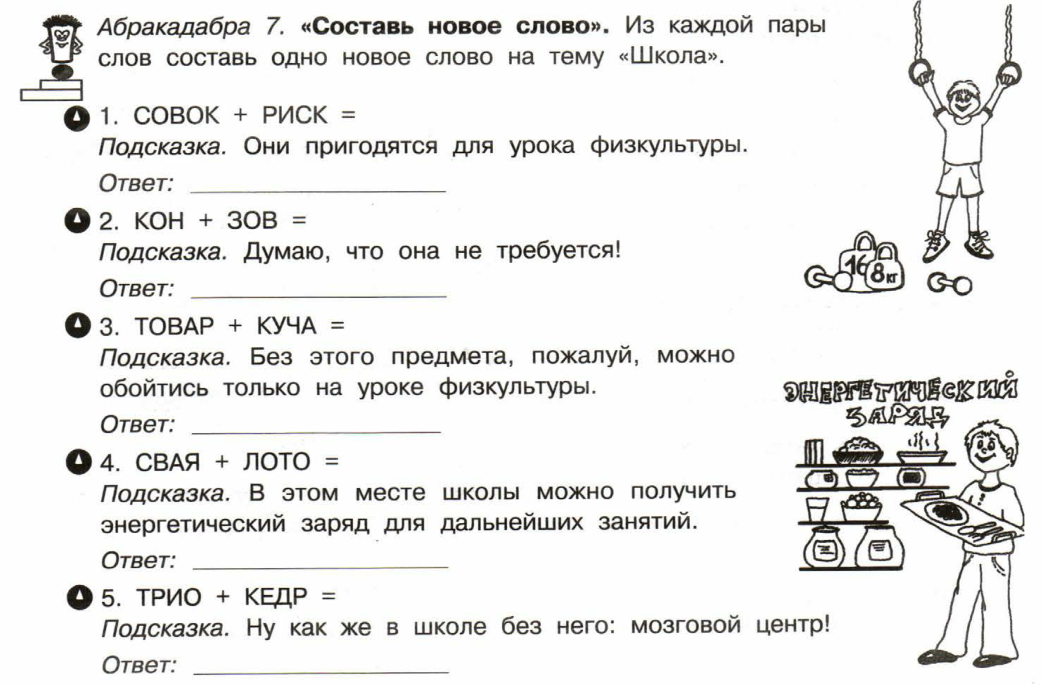 Абракадабра 7. «Составь новое слово». Из каждой пары
слов составь одно новое слово на тему «Школа».
1. СОВОК + РИСК =
Подсказка. Они пригодятся для урока физкультуры.
Ответ:
2. КОН + ЗОВ =
Подсказка. Думаю, что она не требуется!
Ответ:
16 8 кг
3. ТОВАР + КУЧА =
Подсказка. Без этого предмета, пожалуй, можно
обойтись только на уроке физкультуры.
Ответ:
ЭНЕРГЕТИЧЕСКИЙ
ЗАРЯД
4. СВАЯ + ЛОТО =
Подсказка. В этом месте школы можно получить
энергетический заряд для дальнейших занятий.
Ответ:
5. ТРИО + КЕДР =
Подсказка. Ну как же в школе без него: мозговой центр!
Ответ: